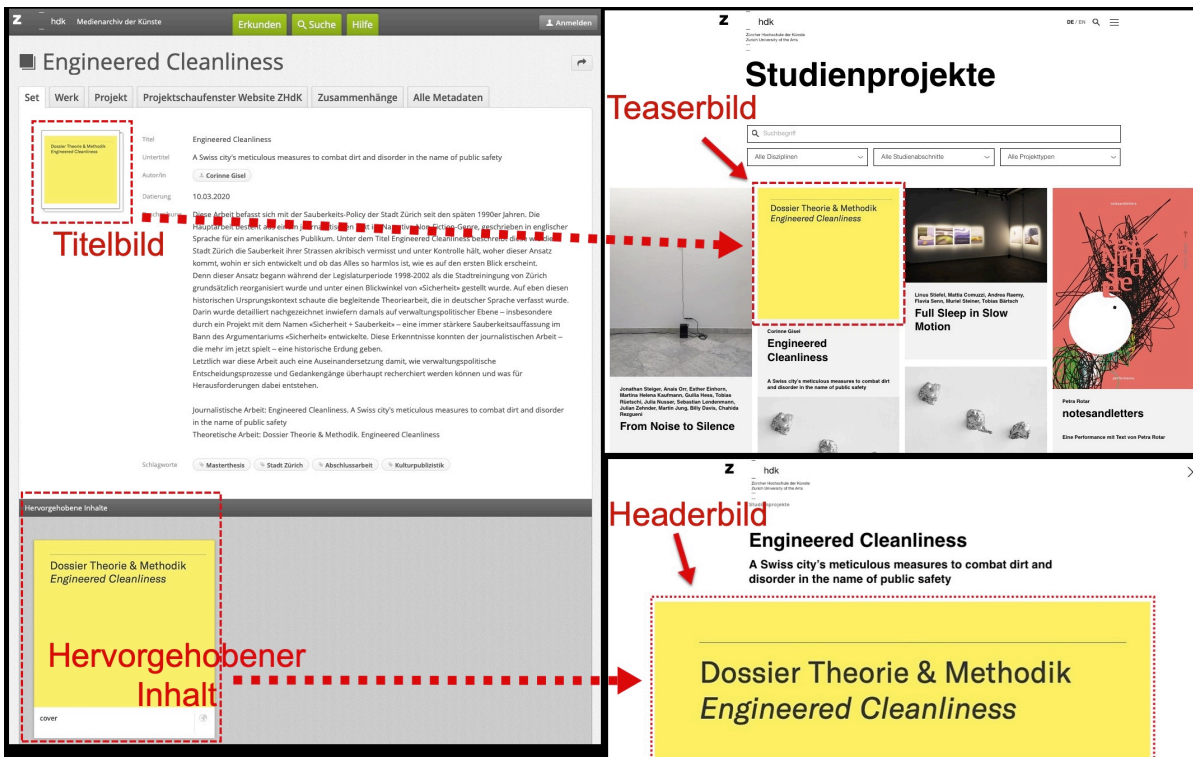 Z hdk Medienarchiv der Künste
Erkunden Suche Hilfe
Anmelden
Engineered Cleanliness
Set Werk Projekt Projektschaufenster Website ZHdK Zusammenhänge Alle Metadaten
Dossier Theorie & Methodik
Engineered Cleanliness
Titelbild
Titel Engineered Cleanliness
Untertitel A Swiss city's meticulous measures to combat dirt and disorder in the name of public safety
Autor/in Corinne Gisel
Datierung 10.03.2020
Diese Arbeit befasst sich mit der Sauberkeits-Policy der Stadt Zürich seit den späten 1990er Jahren. Die
Sprache für ein amerikanisches Publikum. Unter dem Titel Engineered Cleanliness
Stadt Zürich die Sauberkeit ihrer Strassen akribisch vermisst und unter Kontrolle hält, woher dieser Ansatz
kommt, wohin er sich entwickelt und ob das Alles so harmlos ist, wie es auf den ersten Blick erscheint.
Denn dieser Ansatz begann während der Legislaturperiode 1998-2002 als die Stadtreiningung von Zürich
grundsätzlich reorganisiert wurde und unter einen Blickwinkel von «Sicherheit» gestellt wurde. Auf eben diesen
historischen Ursprungskontext schaute die begleitende Theoriearbeit, die in deutscher Sprache verfasst wurde.
Darin wurde detailliert nachgezeichnet inwiefern damals auf verwaltungspolitischer Ebene – insbesondere
durch ein Projekt mit dem Namen «Sicherheit + Sauberkeit» – eine immer stärkere Sauberkeitsauffassung im
Bann des Argumentariums «Sicherheit» entwickelte. Diese Erkenntnisse konnten der journalistischen Arbeit –
die mehr im jetzt spielt – eine historische Erdung geben.
Letztlich war diese Arbeit auch eine Auseinandersetzung damit, wie verwaltungspolitische
Entscheidungsprozesse und Gedankengänge überhaupt recherchiert werden können und was für
Herausforderungen dabei entstehen.
Journalistische Arbeit: Engineered Cleanliness. A Swiss city's meticulous measures to combat dirt and disorder
in the name of public safety
Theoretische Arbeit: Dossier Theorie & Methodik. Engineered Cleanliness
Schlagworte Masterthesis Stadt Zürich Abschlussarbeit Kulturpublizistik
Hervorgehobene Inhalte
Dossier Theorie & Methodik
Engineered Cleanliness
Hervorgehobener
Inhalt
cover
Z hdk
Zürcher Hochschule der Künste
Zurich University of the Arts
DE / EN
Studienprojekte
Teaserbild
Suchbegriff
Alle Disziplinen Alle Studienabschnitte Alle Projekttypen
Jonathan Steiger, Anais Orr, Esther Einhorn,
Martina Helena Kaufmann, Gulila Hess, Tobias
Rüetschi, Julia Nusser, Sebastian Lendenmann,
Julian Zehnder, Martin Jung, Billy Davis, Chahida
Rezgueni
From Noise to Silence
Dossier Theorie & Methodik
Engineered Cleanliness
Corinne Gisel
Engineered
Cleanliness
A Swiss city's meticulous measures to combat dirt
and disorder in the name of public safety
Linus Stiefel, Mattia Comuzzi, Andrea Raemy,
Flavia Senn, Muriel Steiner, Tobias Bärtsch
Full Sleep in Slow
Motion
notesandletters
performance
Petra Rotar
notesandletters
Eine Performance mit Text von Petra Rotar
Z hdk
Zürcher Hochschule der Künste
Zurich University of the Arts
Studienprojekte
Headerbild
Engineered Cleanliness
A Swiss city's meticulous measures to combat dirt and
disorder in the name of public safety
Dossier Theorie & Methodik
Engineered Cleanliness